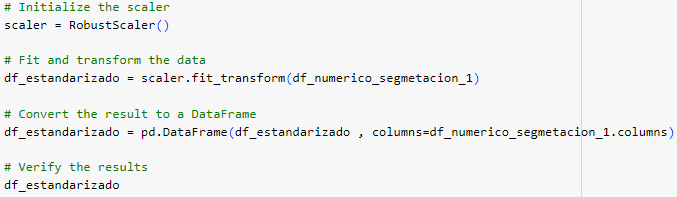 # Initialize the scaler
scaler = RobustScaler()
# Fit and transform the data
df_estandarizado = scaler.fit_transform(df_numerico_segmetacion_1)
# Convert the result to a DataFrame
df_estandarizado = pd.DataFrame(df_estandarizado , columns=df_numerico_segmetacion_1.columns)
# Verify the results
df_estandarizado